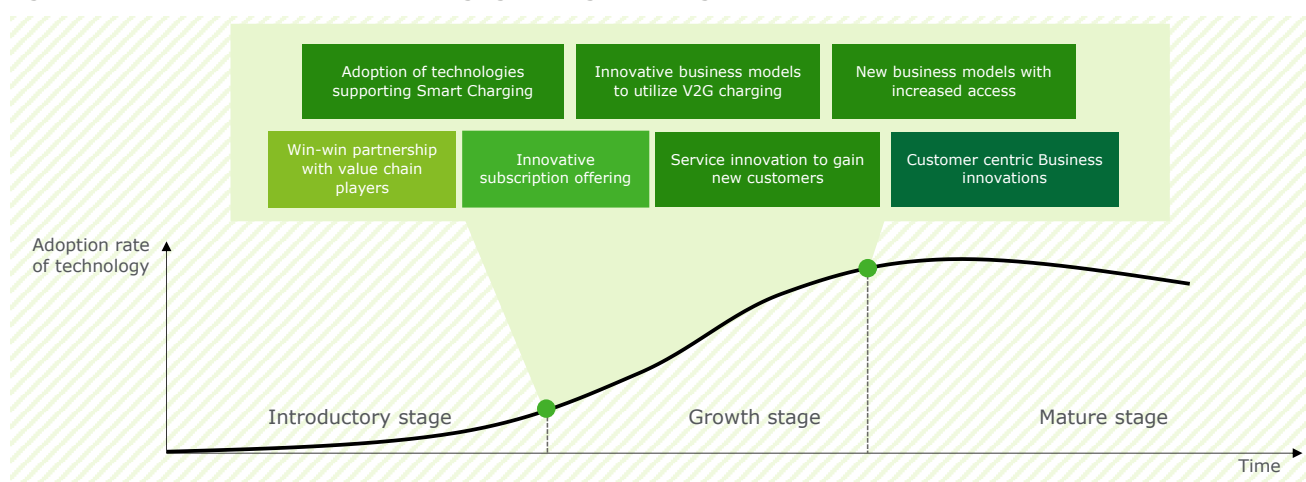 Adoption of technologies
supporting Smart Charging
Innovative business models
to utilize V2G charging
New business models with
increased access
Win-win partnership
with value chain
players
Innovative
subscription offering
Service innovation to gain
new customers
Customer centric Business
innovations
Adoption rate
of technology
Introductory stage
Growth stage
Mature stage
Time